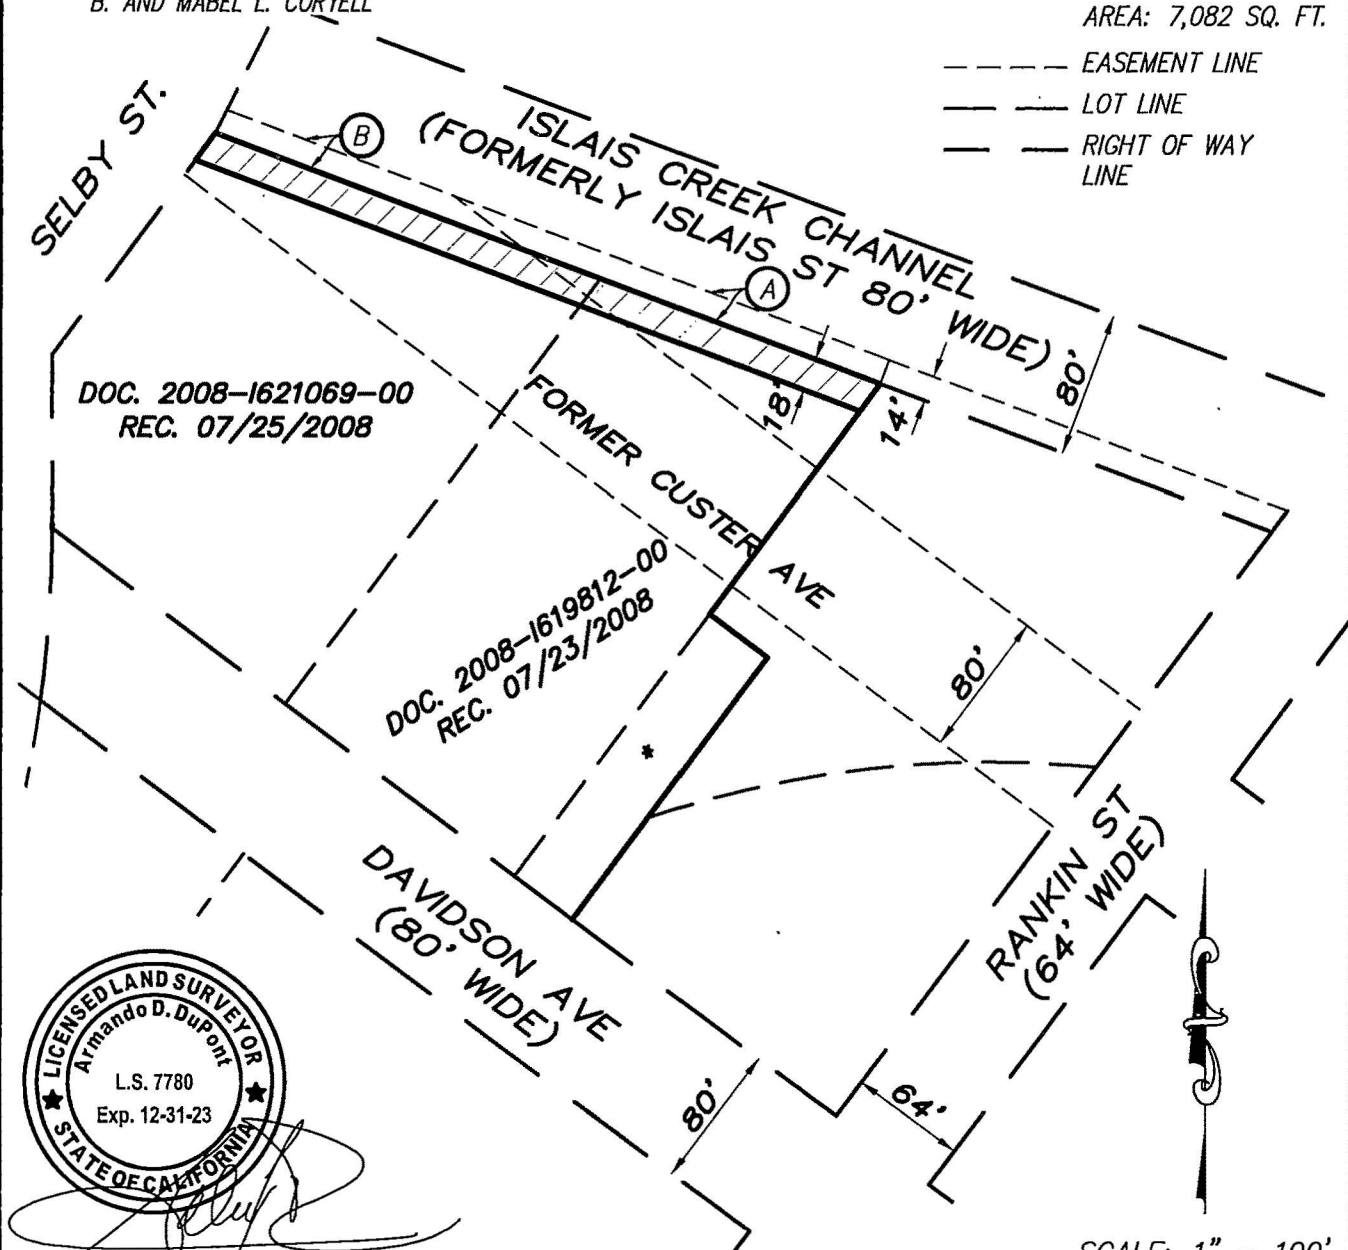 B. AND MABEL L. CORYELL
AREA: 7,082 SQ. FT.
EASEMENT LINE
LOT LINE
RIGHT OF WAY
LINE
SELBY ST.
B
ISLAIS CREEK CHANNEL
(FORMERLY ISLAIS ST 80' WIDE)
A
80'
18'
14'
DOC. 2008-I621069-00
REC. 07/25/2008
FORMER CUSTER AVE
DOC. 2008-I619812-00
REC. 07/23/2008
80'
*
RANKIN ST
(64' WIDE)
DAVIDSON AVE
(80' WIDE)
80'
64'
LICENSED LAND SURVEYOR
Armando D. DuPont
L.S. 7780
Exp. 12-31-23
STATE OF CALIFORNIA
SCALE: 1" = 100'